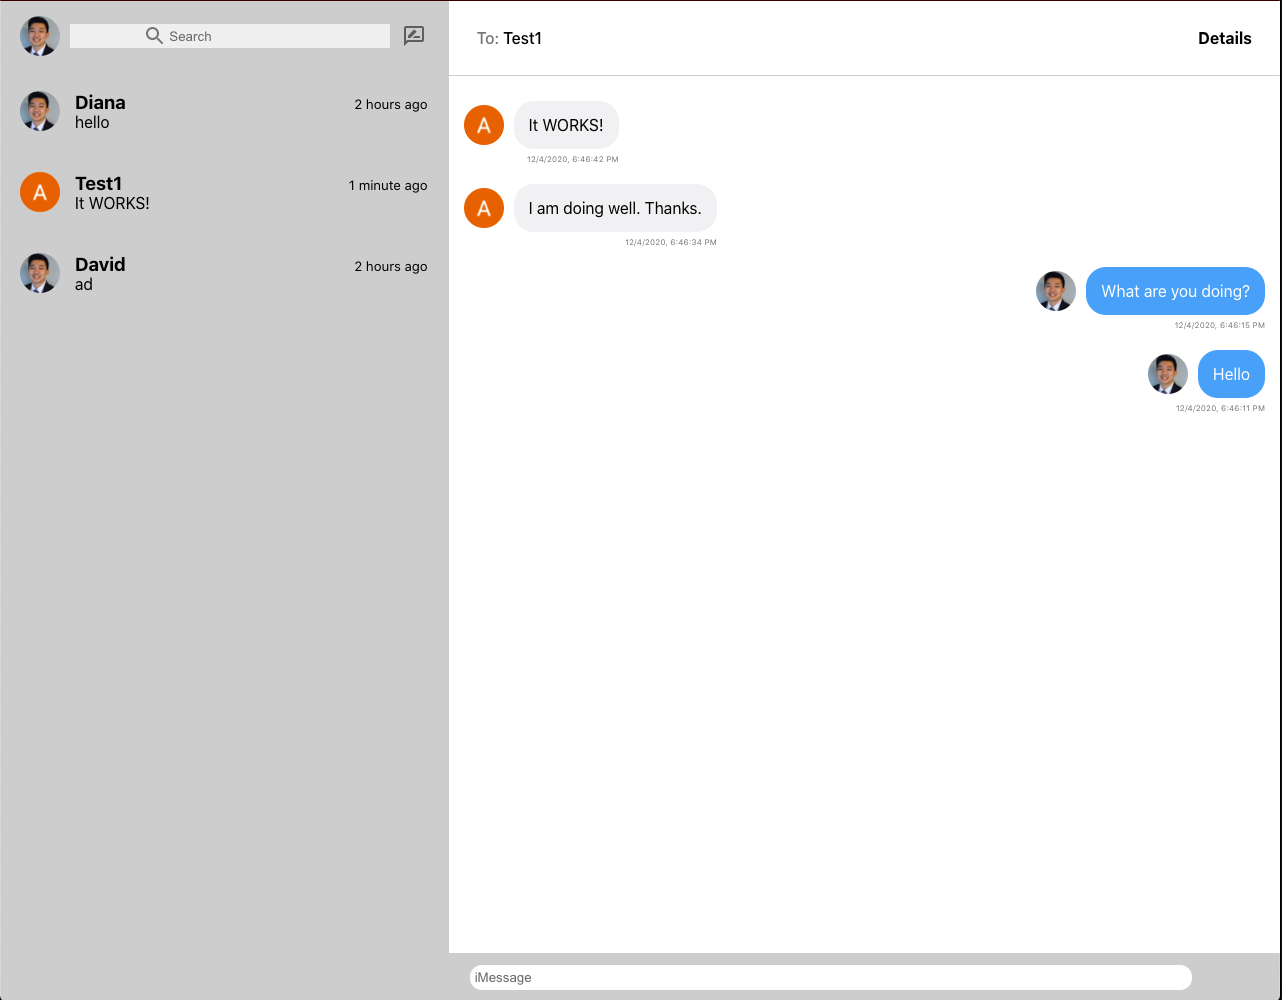 Search
Diana
2 hours ago
hello
A
Test1
1 minute ago
It WORKS!
David
2 hours ago
ad
To: Test1
Details
A
It WORKS!
12/4/2020, 6:46:42 PM
A
I am doing well. Thanks.
12/4/2020, 6:46:34 PM
What are you doing?
12/4/2020, 6:46:15 PM
Hello
12/4/2020, 6:46:11 PM
iMessage